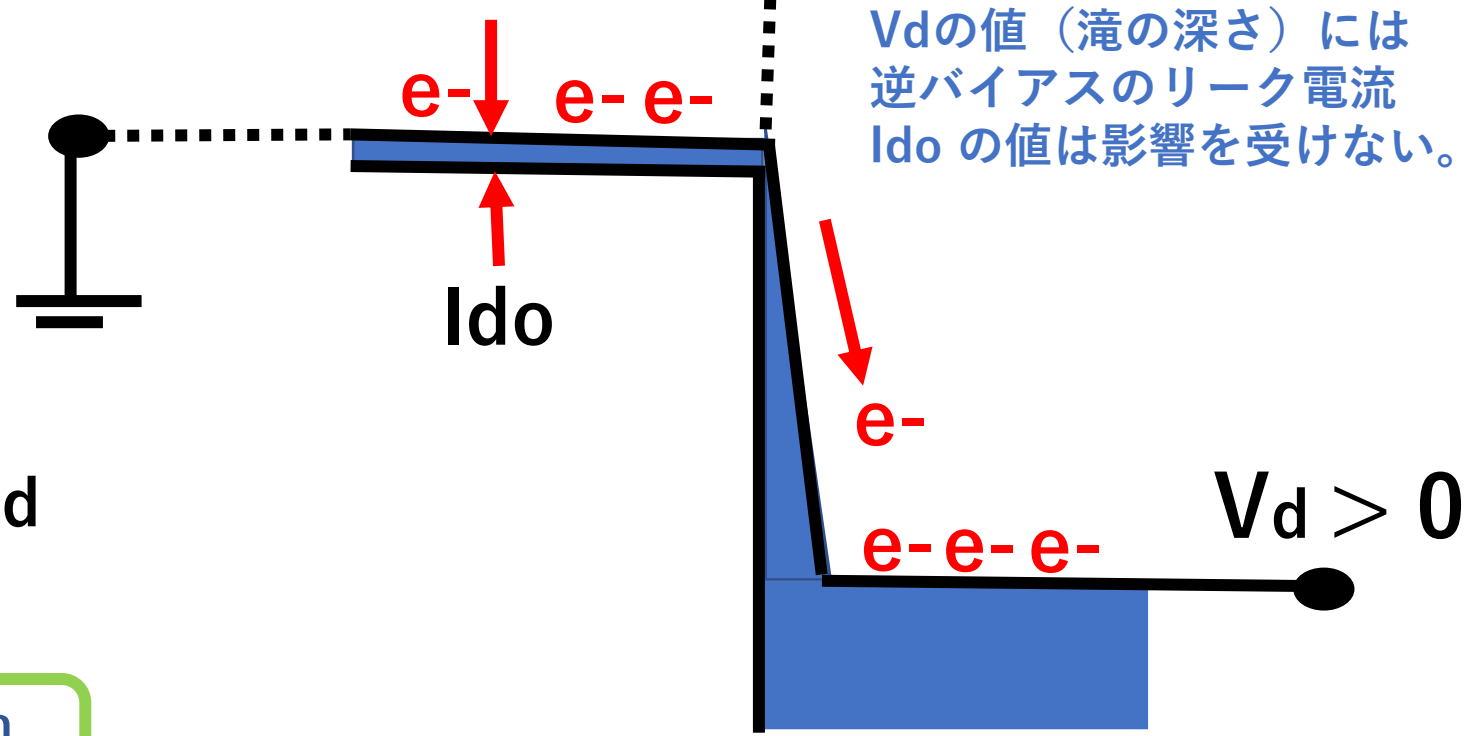 Vdの値（滝の深さ）には
逆バイアスのリーク電流
Ido の値は影響を受けない。
e- e- e-
Ido
e-
d
Vd > 0
e- e- e-
n